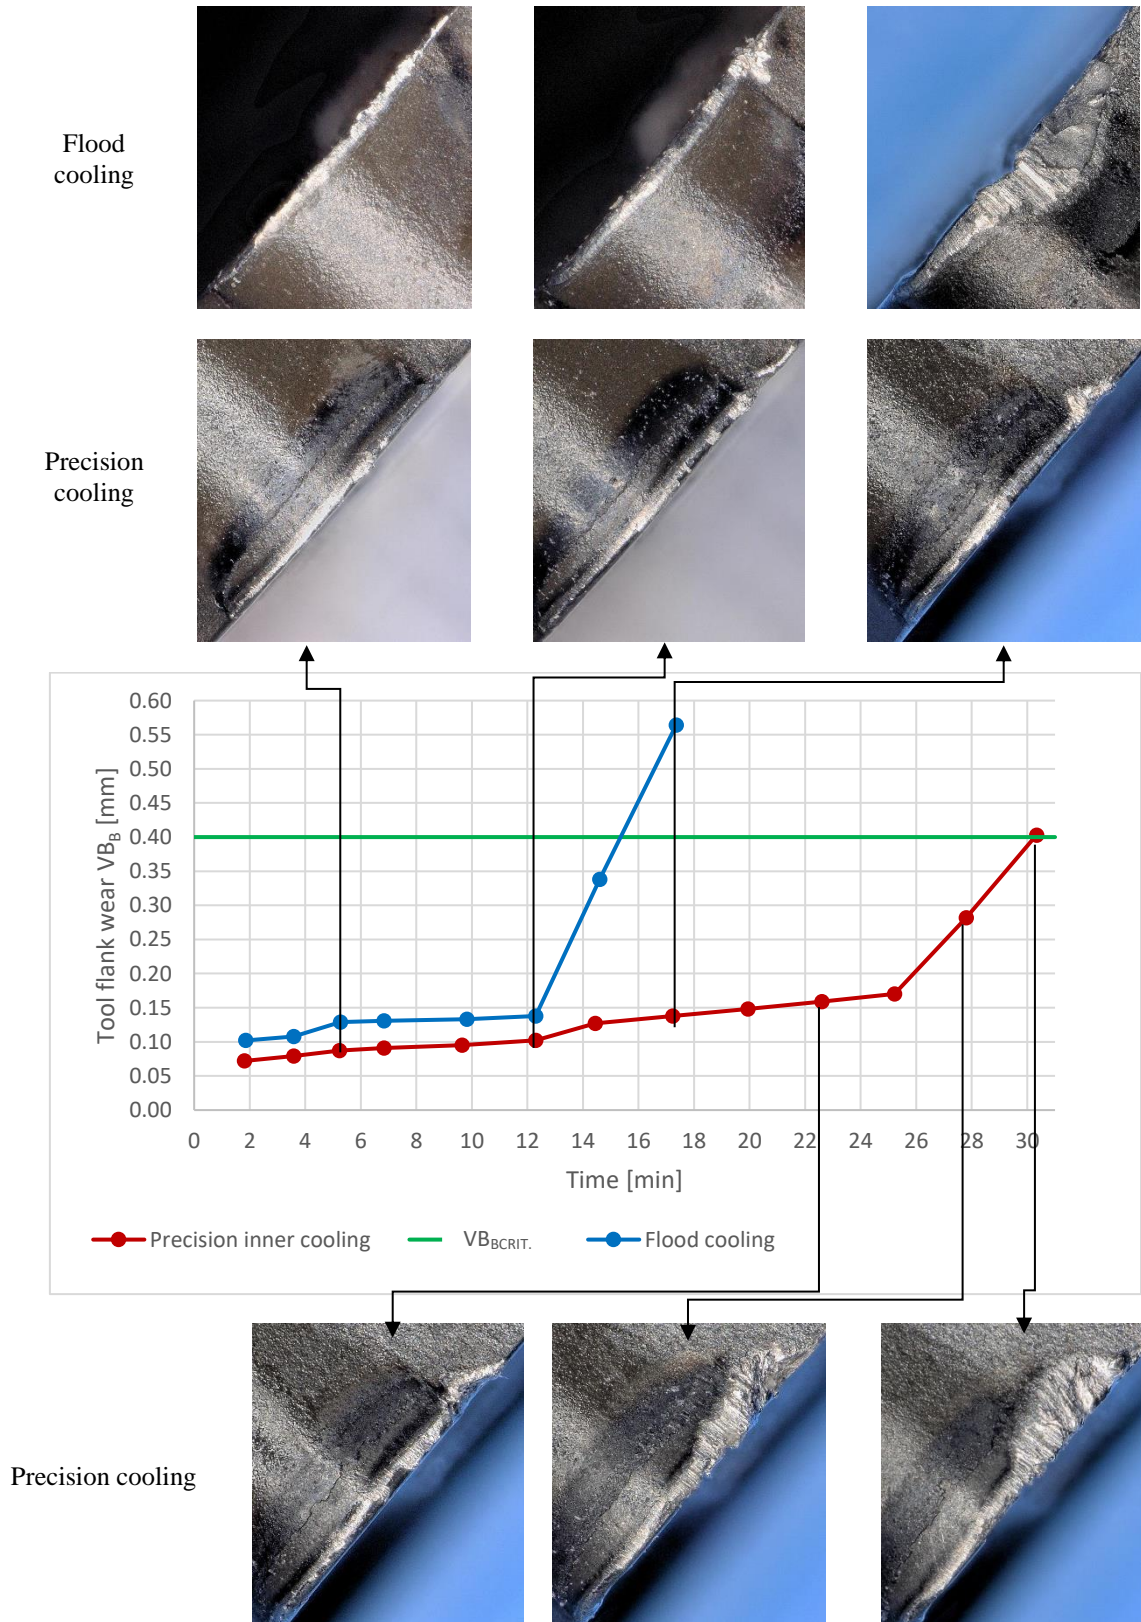 Flood
cooling
Precision
cooling
0.60
0.55
0.50
0.45
0.40
0.35
0.30
0.25
0.20
0.15
0.10
0.05
0.00
Tool flank wear VB_B [mm]
0 2 4 6 8 10 12 14 16 18 20 22 24 26 28 30
Time [min]
Precision inner cooling VB_BCRIT. Flood cooling
Precision cooling